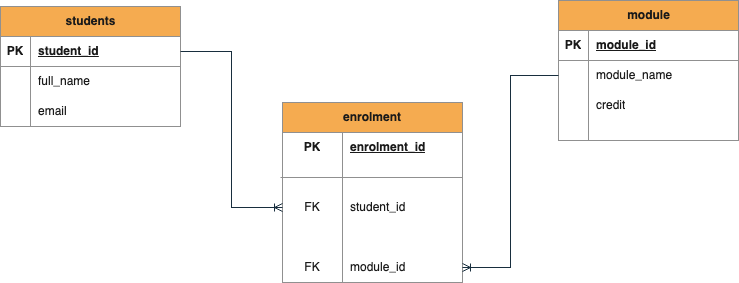 students
PK student_id
full_name
email
module
PK module_id
module_name
credit
enrolment
PK enrolment_id
FK student_id
FK module_id